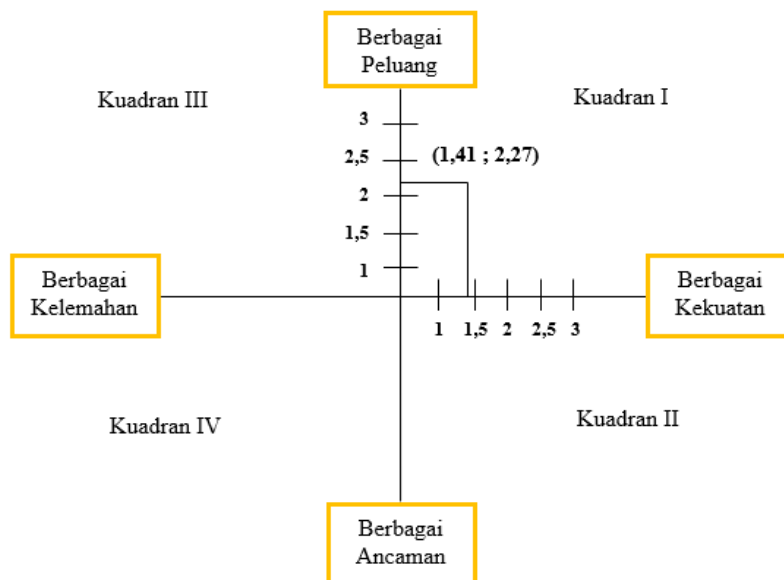 Berbagai
Peluang
Kuadran III
Kuadran I
3
2,5
(1,41 ; 2,27)
2
1,5
1
Berbagai
Kelemahan
Berbagai
Kekuatan
1
1,5
2
2,5
3
Kuadran IV
Kuadran II
Berbagai
Ancaman